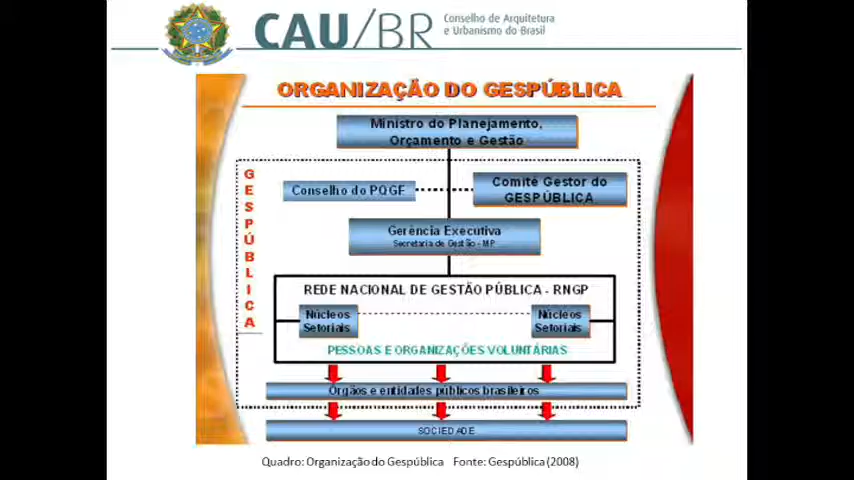 CAU/BR
Conselho de Arquitetura
e Urbanismo do Brasil
ORGANIZAÇÃO DO GESPÚBLICA
Ministro do Planejamento,
Orçamento e Gestão
GESPÚBLICA
Conselho do PQGF
Comitê Gestor do
GESPÚBLICA
Gerência Executiva
Secretaria de Gestão - MP
REDE NACIONAL DE GESTÃO PÚBLICA - RNGP
Núcleos
Setoriais
Núcleos
Setoriais
PESSOAS E ORGANIZAÇÕES VOLUNTÁRIAS
Órgãos e entidades públicos brasileiros
SOCIEDADE
Quadro: Organização do Gespública Fonte: Gespública (2008)